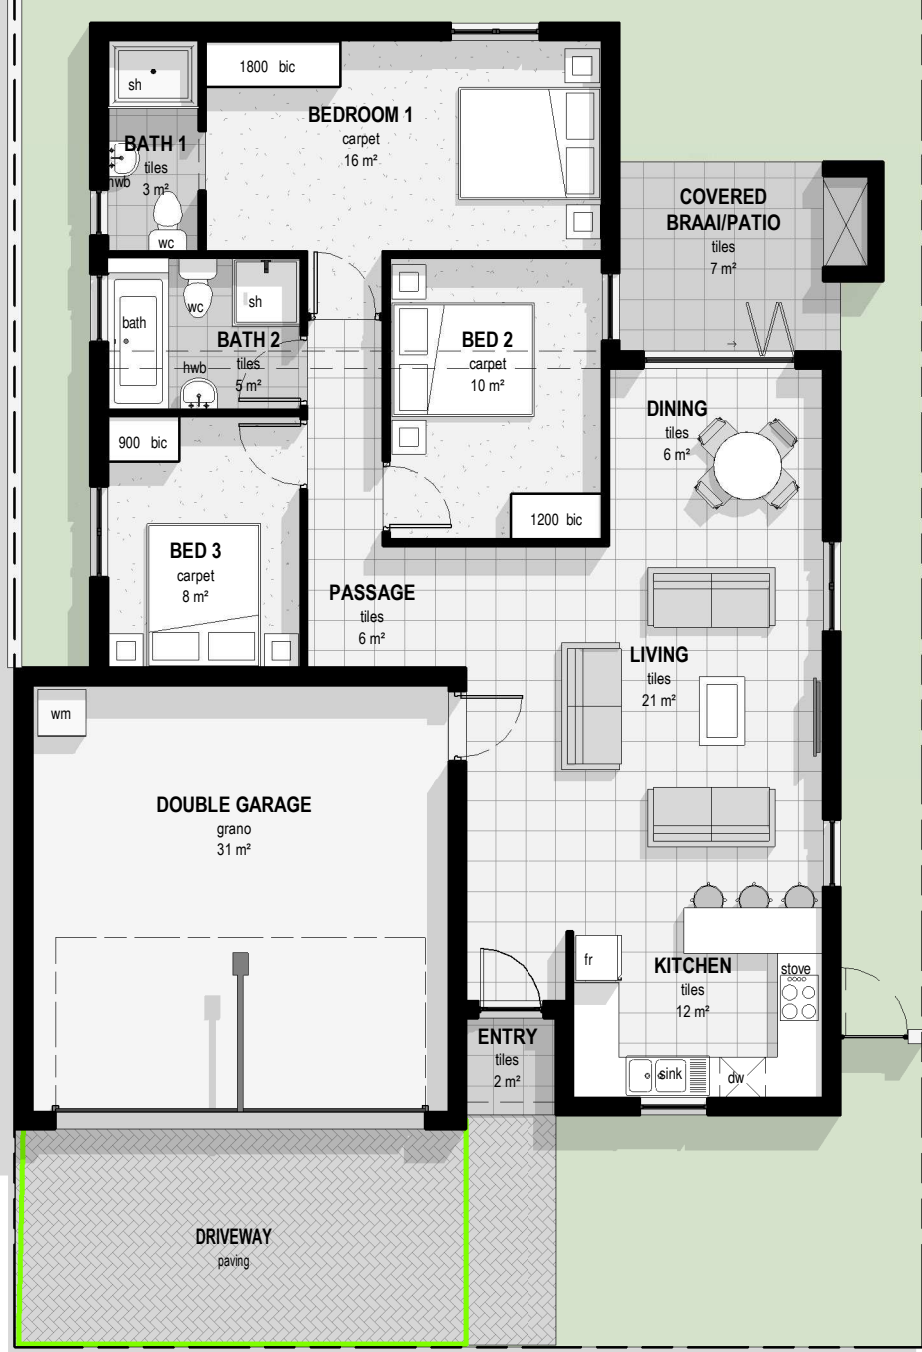 1800 bic
sh
BEDROOM 1
carpet
16 m²
BATH 1
tiles
3 m²
hwb
wc
COVERED
BRAAI/PATIO
tiles
7 m²
bath
wc
sh
BATH 2
tiles
5 m²
hwb
BED 2
carpet
10 m²
1200 bic
DINING
tiles
6 m²
900 bic
BED 3
carpet
8 m²
PASSAGE
tiles
6 m²
LIVING
tiles
21 m²
wm
DOUBLE GARAGE
grano
31 m²
fr
KITCHEN
tiles
12 m²
stove
sink
dw
ENTRY
tiles
2 m²
DRIVEWAY
paving